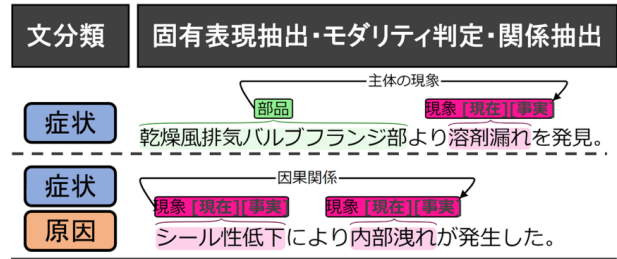 文分類
固有表現抽出・モダリティ判定・関係抽出
主体の現象
部品
現象 [現在][事実]
症状
乾燥風排気バルブフランジ部より溶剤漏れを発見。
症状
因果関係
現象 [現在][事実]
現象 [現在][事実]
原因
シール性低下により内部洩れが発生した。